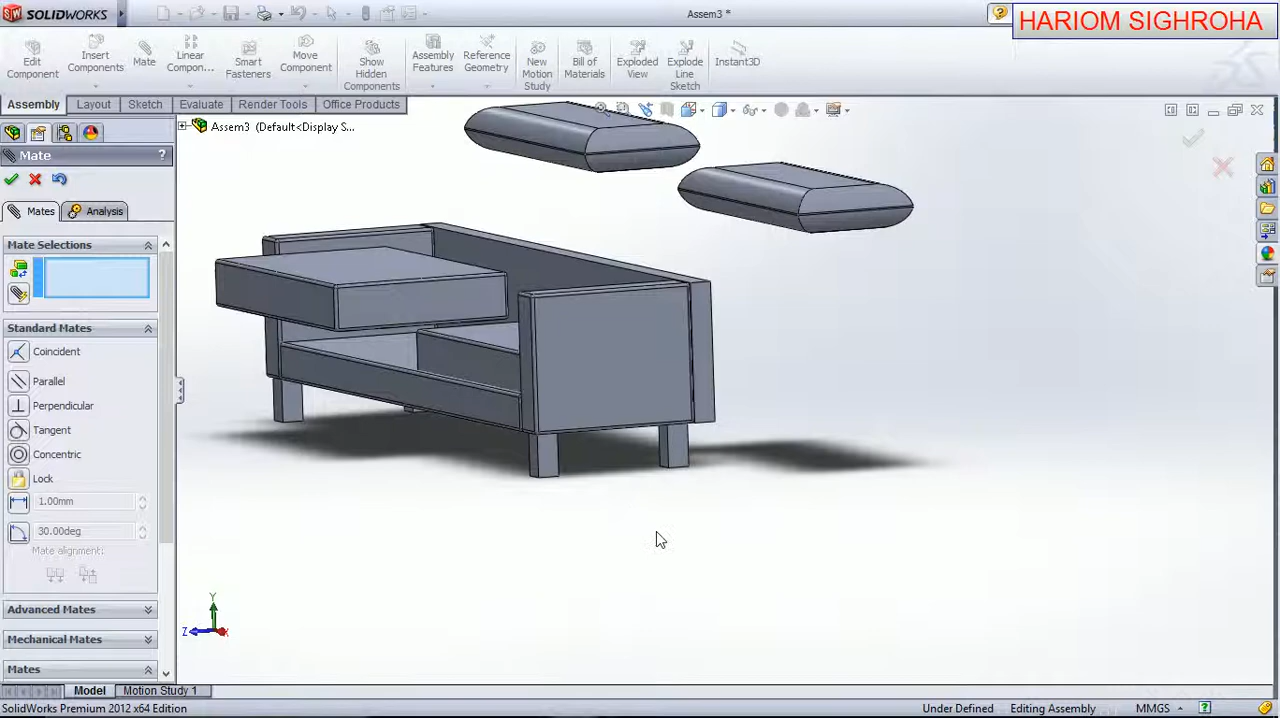 SOLIDWORKS
Assem3 *
HARIOM SIGHROHA
Edit Component
Insert Components
Mate
Linear Compon...
Smart Fasteners
Move Component
Show Hidden Components
Assembly Features
Reference Geometry
New Motion Study
Bill of Materials
Exploded View
Explode Line Sketch
Instant3D
Assembly Layout Sketch Evaluate Render Tools Office Products
Assem3 (Default<Display S...
Mate ?
Mates Analysis
Mate Selections
Standard Mates
Coincident
Parallel
Perpendicular
Tangent
Concentric
Lock
1.00mm
30.00deg
Mate alignment:
Advanced Mates
Mechanical Mates
Mates
Y
Z X
Model Motion Study 1
SolidWorks Premium 2012 x64 Edition Under Defined Editing Assembly MMGS ?